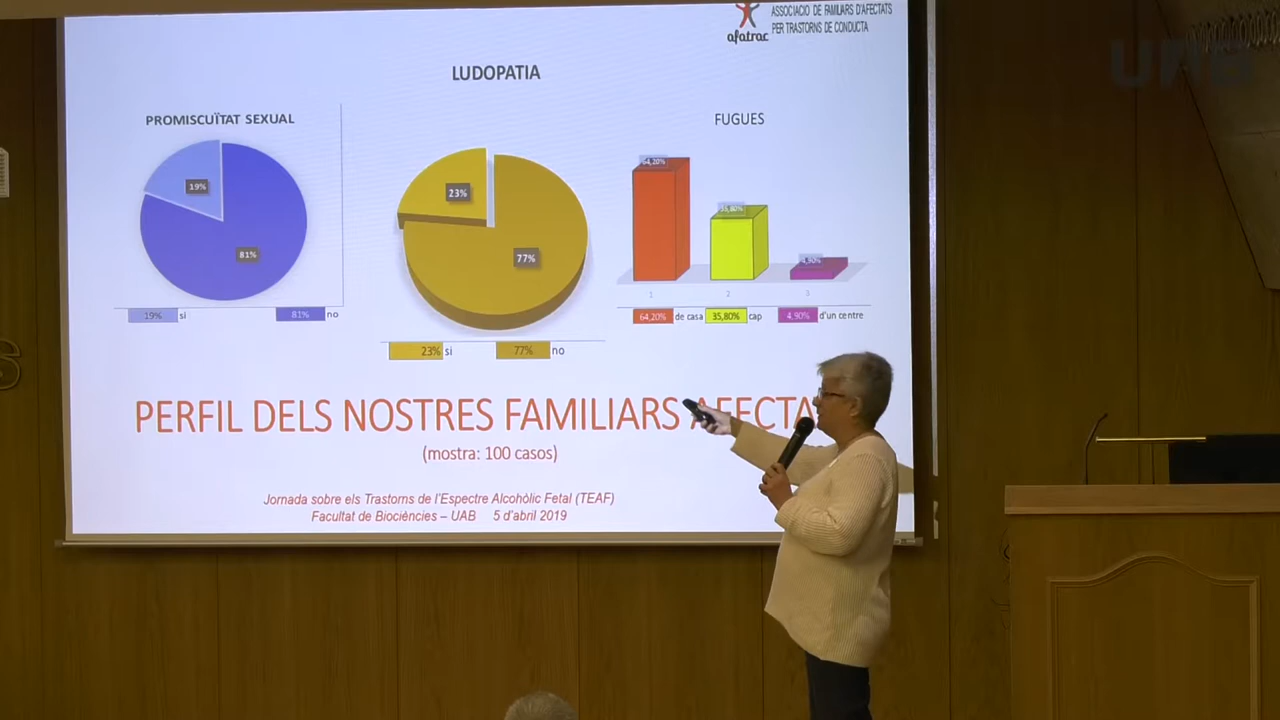 afatrac
ASSOCIACIÓ DE FAMILIARS D'AFECTATS
PER TRASTORNS DE CONDUCTA
UAB
LUDOPATIA
PROMISCUÏTAT SEXUAL
19%
81%
19% si
81% no
23%
77%
23% si
77% no
FUGUES
64,20%
35,80%
4,90%
1 2 3
64,20% de casa 35,80% cap 4,90% d'un centre
PERFIL DELS NOSTRES FAMILIARS AFECTA
(mostra: 100 casos)
Jornada sobre els Trastorns de l'Espectre Alcohòlic Fetal (TEAF)
Facultat de Biociències – UAB 5 d'abril 2019